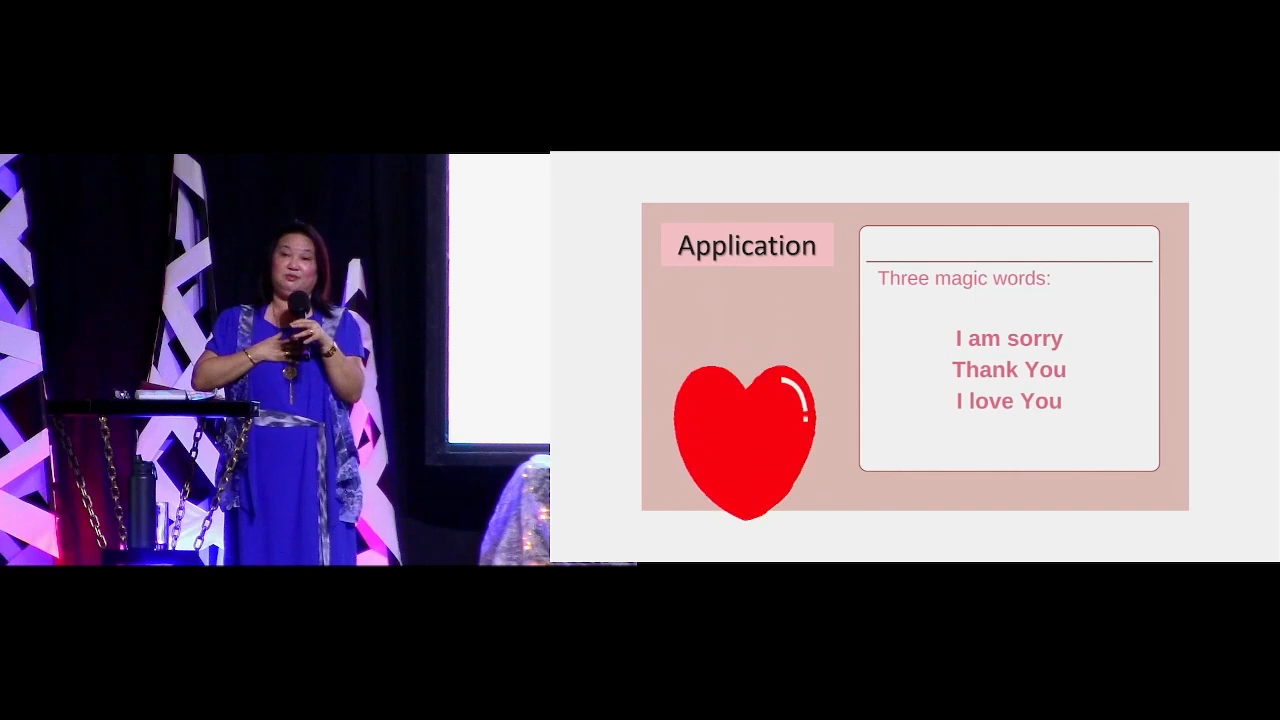 Application
Three magic words:
I am sorry
Thank You
I love You